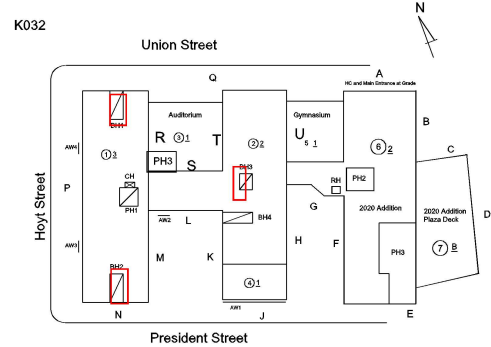 K032
N
Union Street
Q
A
HC and Main Entrance at Grade
BH1
Auditorium
R
3 1
T
Gymnasium
U 5 1
B
AW4
1 3
PH3
S
2 2
6 2
C
Hoyt Street
P
CH
PH1
BH3
RH
PH2
D
AW2
L
BH4
G
2020 Addition
2020 Addition
Plaza Deck
AW3
M
K
H
F
PH3
7 B
BH2
4 1
N
AW1
J
E
President Street